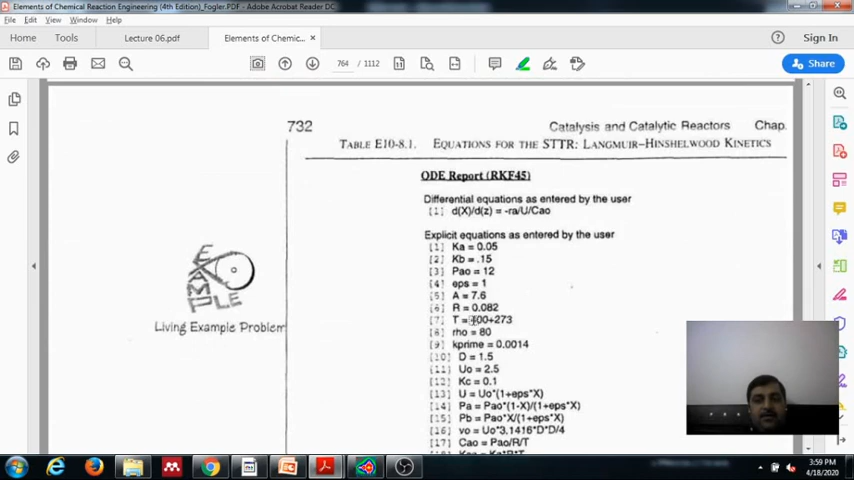 Elements of Chemical Reaction Engineering (4th Edition)_Fogler.PDF - Adobe Acrobat Reader DC
File Edit View Window Help
Home Tools Lecture 06.pdf Elements of Chemic... × Sign In
764 / 1112 Share
732 Catalysis and Catalytic Reactors Chap.
TABLE E10-8.1. EQUATIONS FOR THE STTR: LANGMUIR-HINSHELWOOD KINETICS
ODE Report (RKF45)
Differential equations as entered by the user
[1] d(X)/d(z) = -ra/U/Cao
Explicit equations as entered by the user
[1] Ka = 0.05
[2] Kb = .15
[3] Pao = 12
[4] eps = 1
[5] A = 7.6
[6] R = 0.082
[7] T = 400+273
[8] rho = 80
[9] kprime = 0.0014
[10] D = 1.5
[11] Uo = 2.5
[12] Kc = 0.1
[13] U = Uo*(1+eps*X)
[14] Pa = Pao*(1-X)/(1+eps*X)
[15] Pb = Pao*X/(1+eps*X)
[16] vo = Uo*3.1416*D*D/4
[17] Cao = Pao/R/T
EXAMPLE
Living Example Problem
3:59 PM
4/18/2020